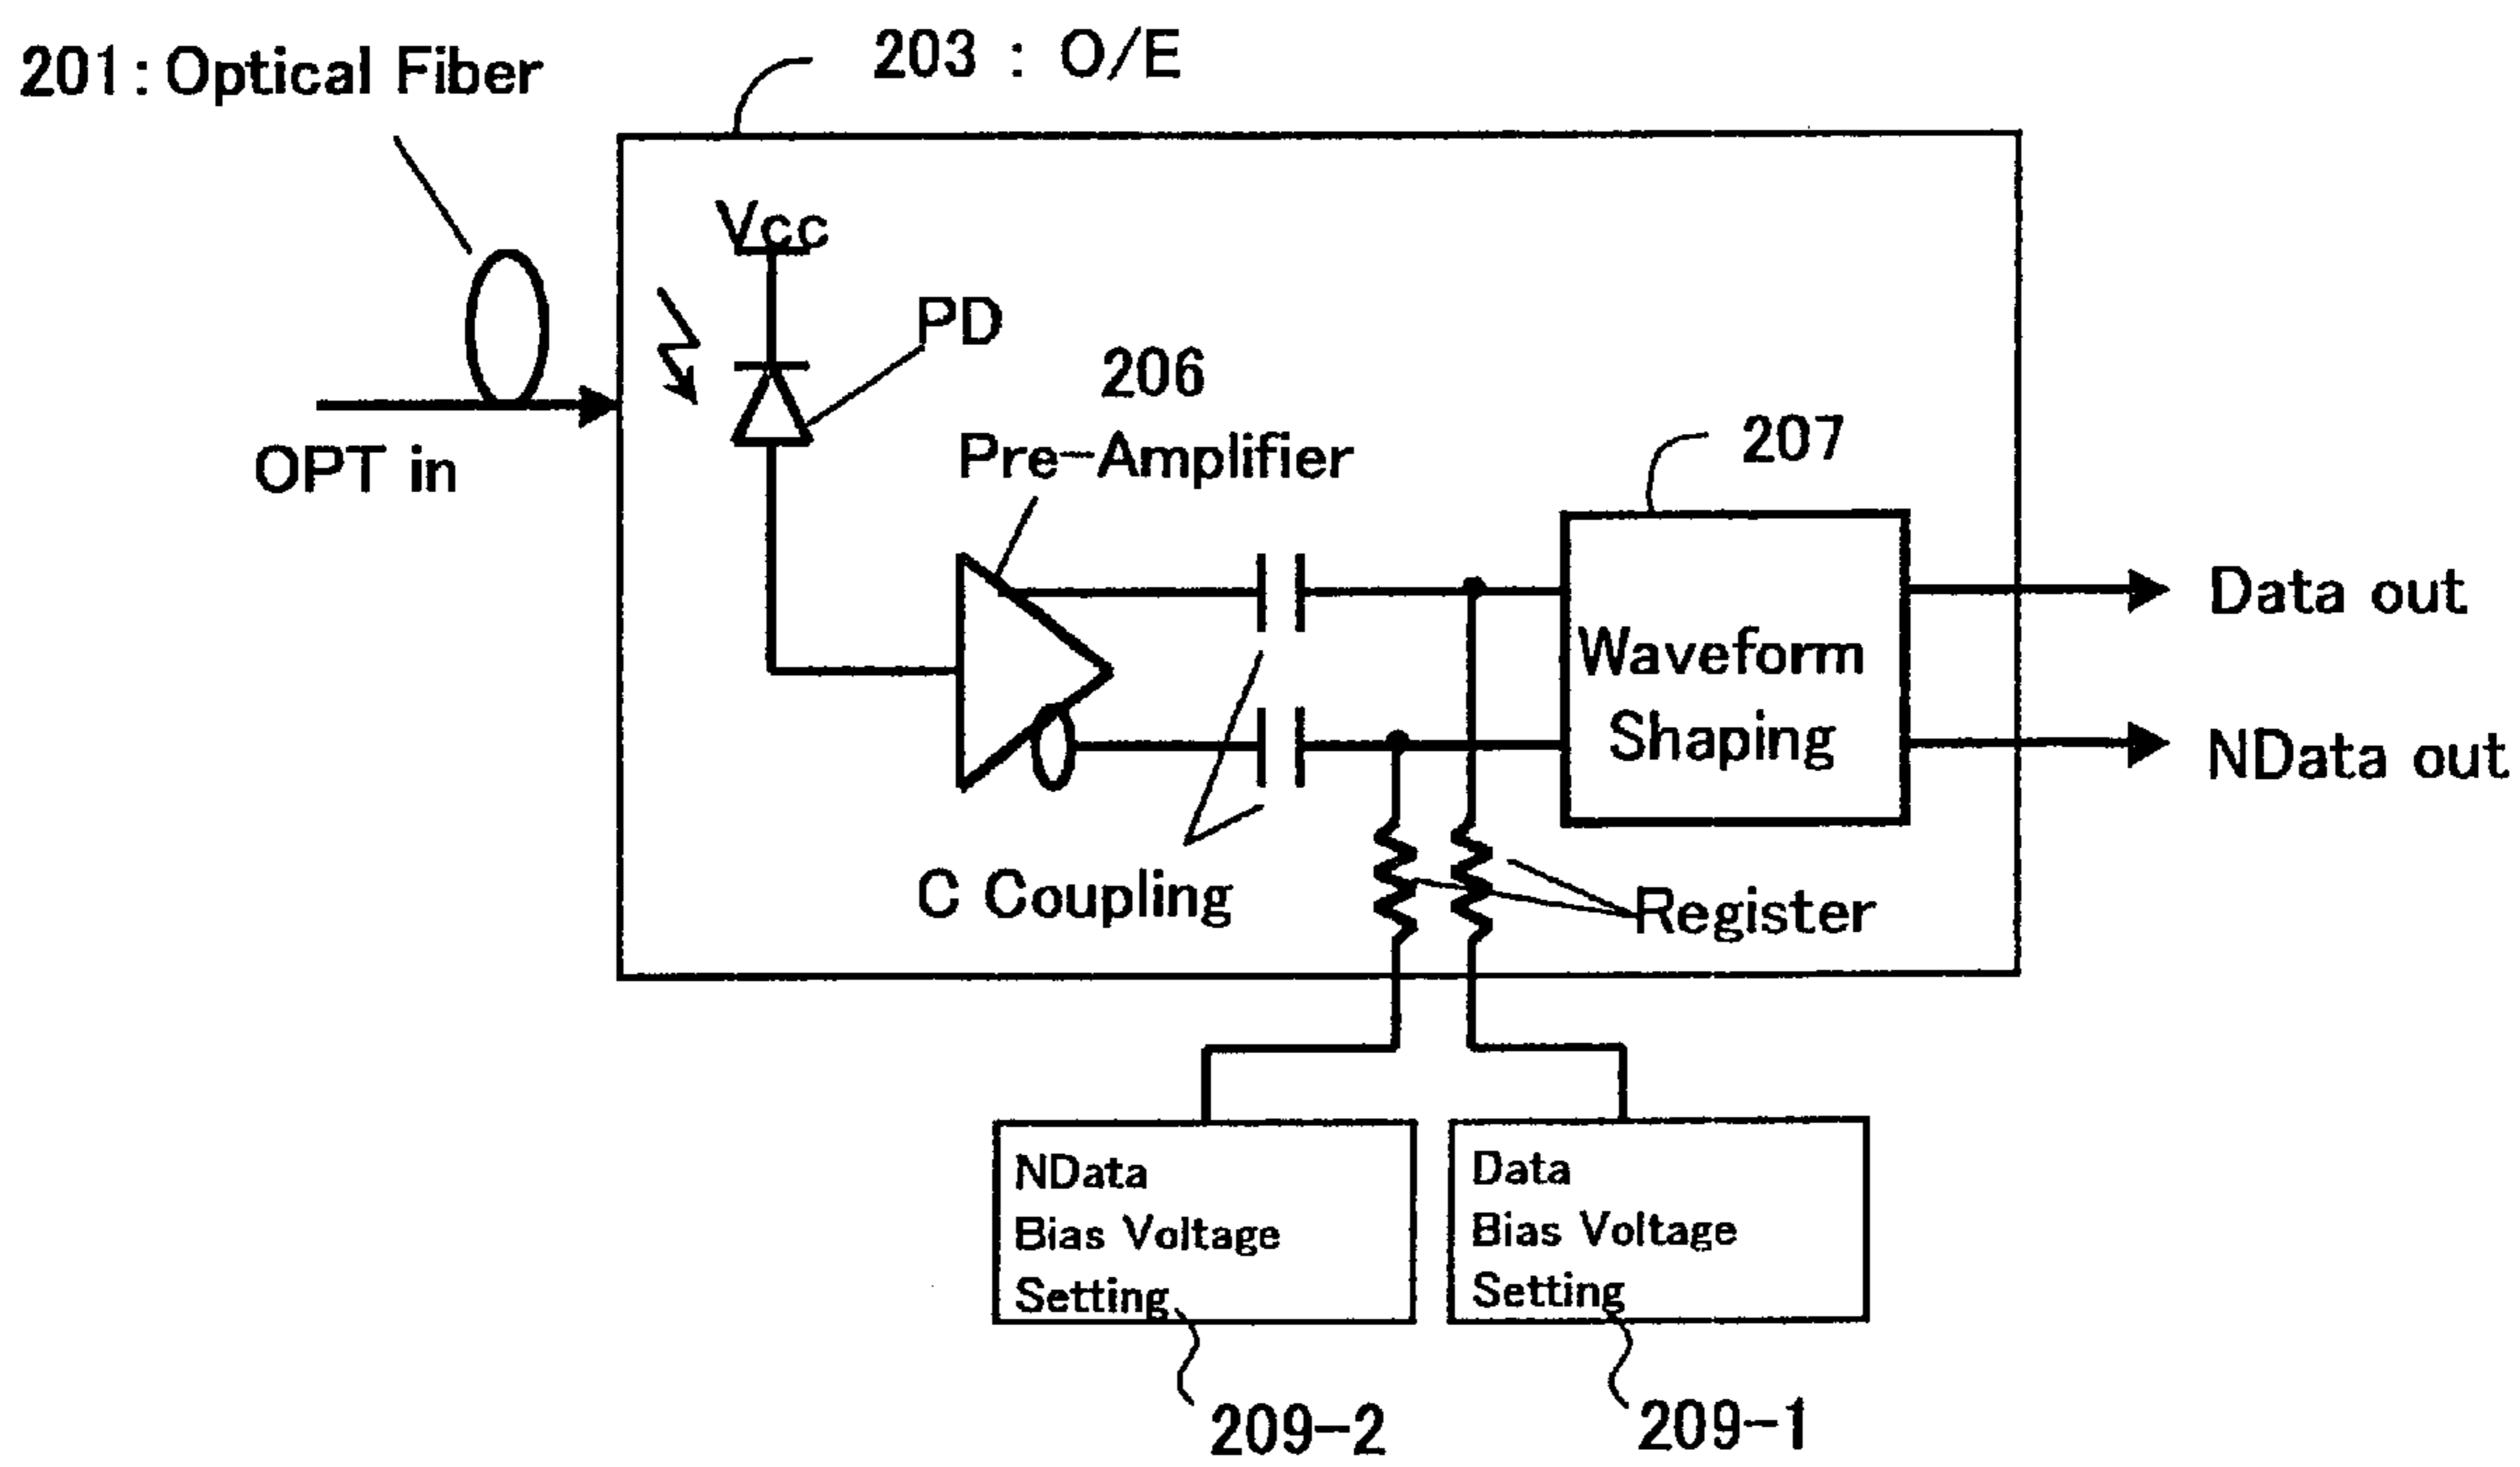 201:Optical Fiber
203 : O/E
Vcc
PD
206
Pre-Amplifier
207
OPT in
Waveform
Shaping
Data out
NData out
C Coupling
Register
NData
Bias Voltage
Setting
Data
Bias Voltage
Setting
209-2
209-1